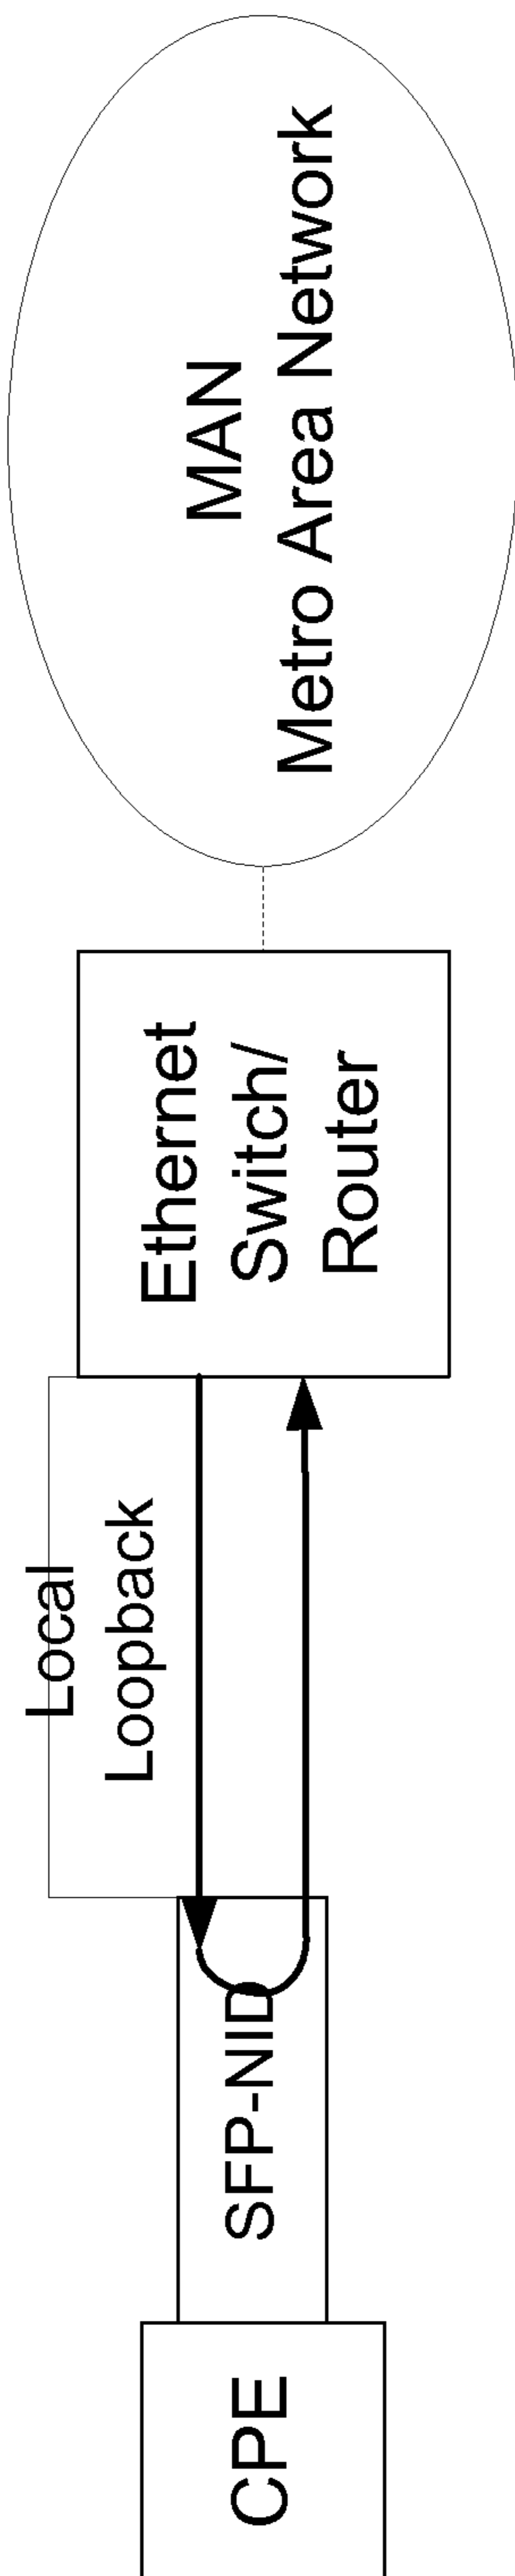 CPE
SFP-NID
Local
Loopback
Ethernet
Switch/
Router
MAN
Metro Area Network